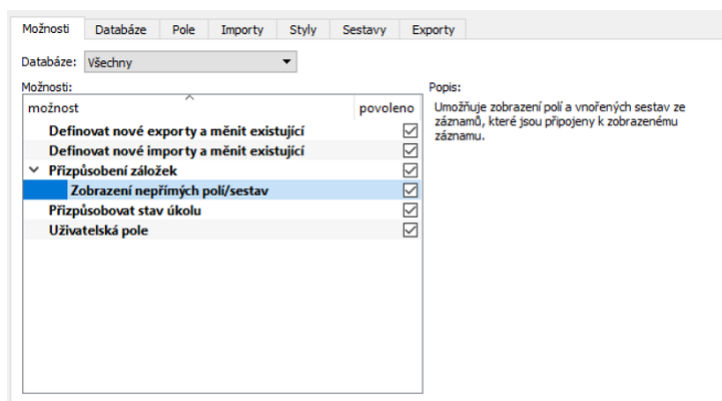 Možnosti Databáze Pole Importy Styly Sestavy Exporty
Databáze: Všechny
Možnosti:
možnost povoleno
Definovat nové exporty a měnit existující
Definovat nové importy a měnit existující
Přizpůsobení záložek
Zobrazení nepřímých polí/sestav
Přizpůsobovat stav úkolu
Uživatelská pole
Popis:
Umožňuje zobrazení polí a vnořených sestav ze
záznamů, které jsou připojeny k zobrazenému
záznamu.